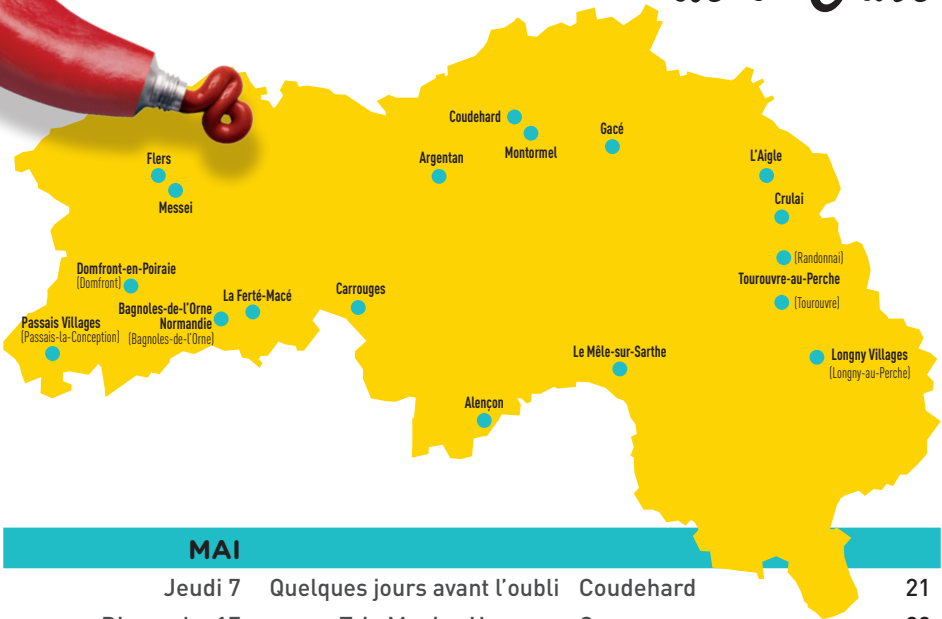 Coudehard
Montormel
Gacé
Flers
Argentan
L'Aigle
Messei
Crulai
(Randonnai)
Domfront-en-Poiraie
(Domfront)
Tourouvre-au-Perche
(Tourouvre)
Bagnoles-de-l'Orne
Normandie
(Bagnoles-de-l'Orne)
La Ferté-Macé
Carrouges
Passais Villages
(Passais-la-Conception)
Le Mêle-sur-Sarthe
Longny Villages
(Longny-au-Perche)
Alençon
MAI
Jeudi 7 Quelques jours avant l'oubli Coudehard 21